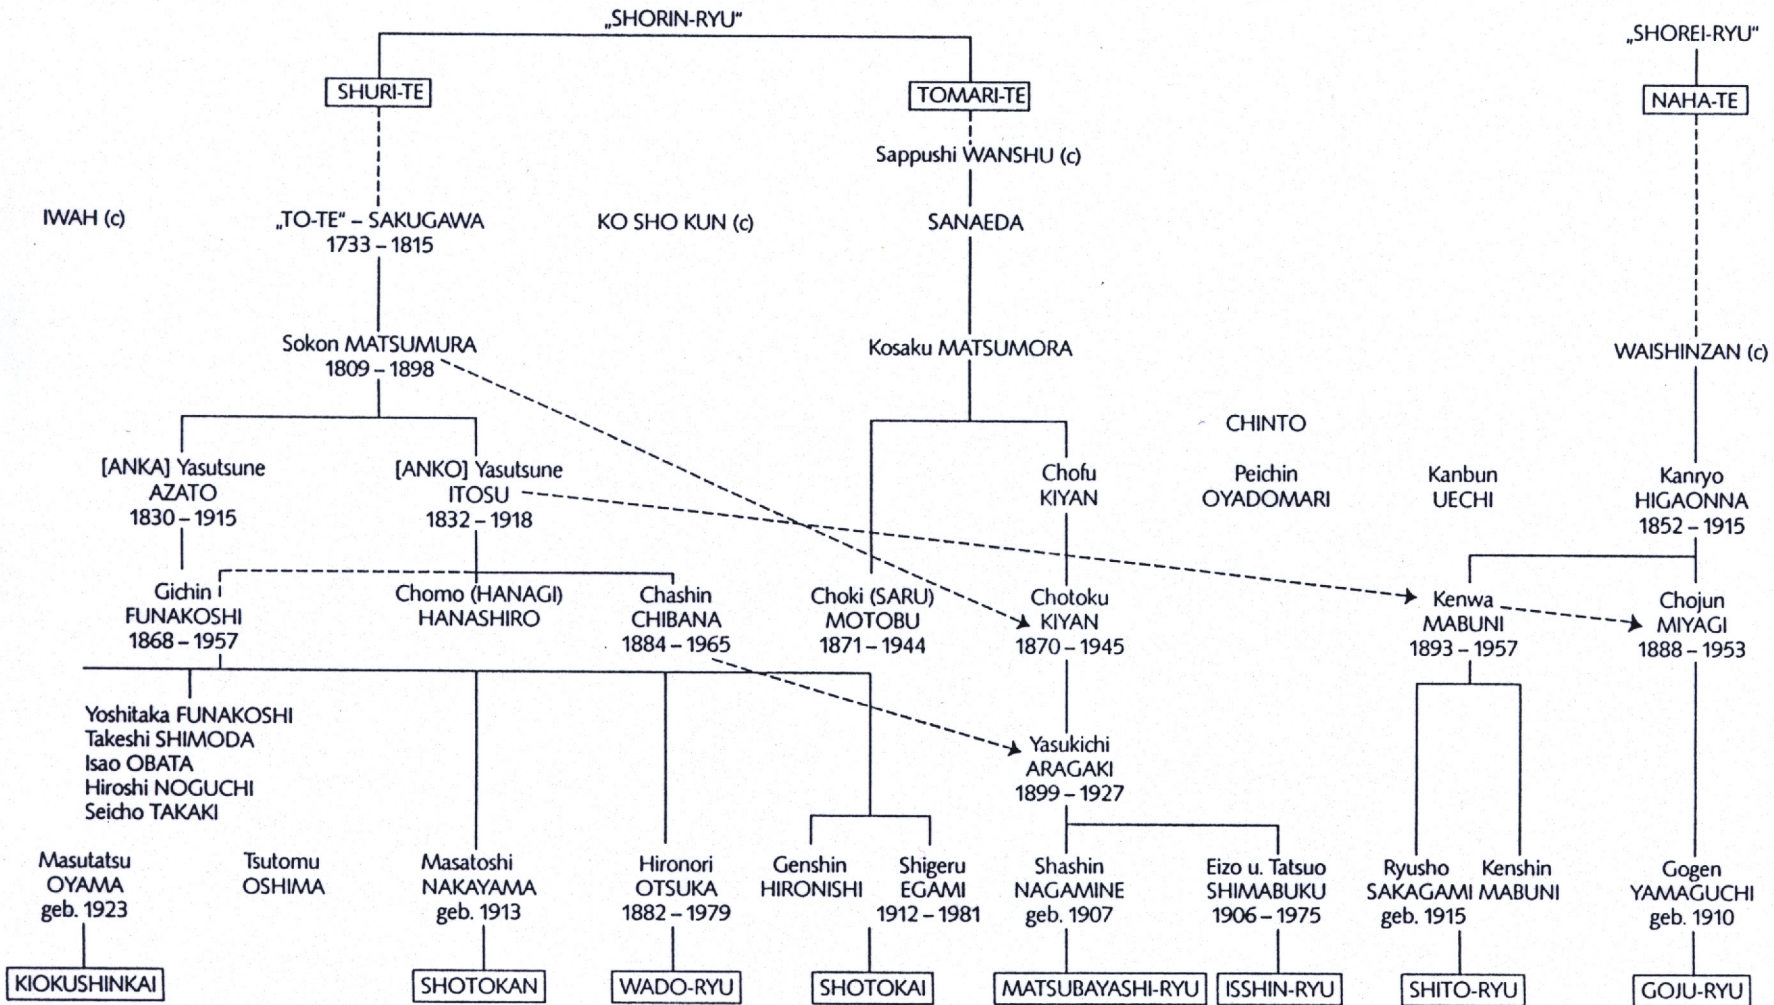 „SHORIN-RYU“
„SHOREI-RYU“
SHURI-TE
TOMARI-TE
NAHA-TE
Sappushi WANSHU (c)
IWAH (c)
„TO-TE“ – SAKUGAWA
1733 – 1815
KO SHO KUN (c)
SANAEDA
Sokon MATSUMURA
1809 – 1898
Kosaku MATSUMORA
WAISHINZAN (c)
CHINTO
[ANKA] Yasutsune
AZATO
1830 – 1915
[ANKO] Yasutsune
ITOSU
1832 – 1918
Chofu
KIYAN
Peichin
OYADOMARI
Kanbun
UECHI
Kanryo
HIGAONNA
1852 – 1915
Gichin
FUNAKOSHI
1868 – 1957
Chomo (HANAGI)
HANASHIRO
Chashin
CHIBANA
1884 – 1965
Choki (SARU)
MOTOBU
1871 – 1944
Chotoku
KIYAN
1870 – 1945
Kenwa
MABUNI
1893 – 1957
Chojun
MIYAGI
1888 – 1953
Yoshitaka FUNAKOSHI
Takeshi SHIMODA
Isao OBATA
Hiroshi NOGUCHI
Seicho TAKAKI
Yasukichi
ARAGAKI
1899 – 1927
Masutatsu
OYAMA
geb. 1923
Tsutomu
OSHIMA
Masatoshi
NAKAYAMA
geb. 1913
Hironori
OTSUKA
1882 – 1979
Genshin
HIRONISHI
Shigeru
EGAMI
1912 – 1981
Shashin
NAGAMINE
geb. 1907
Eizo u. Tatsuo
SHIMABUKU
1906 – 1975
Ryusho
SAKAGAMI
geb. 1915
Kenshin
MABUNI
Gogen
YAMAGUCHI
geb. 1910
KIOKUSHINKAI
SHOTOKAN
WADO-RYU
SHOTOKAI
MATSUBAYASHI-RYU
ISSHIN-RYU
SHITO-RYU
GOJU-RYU